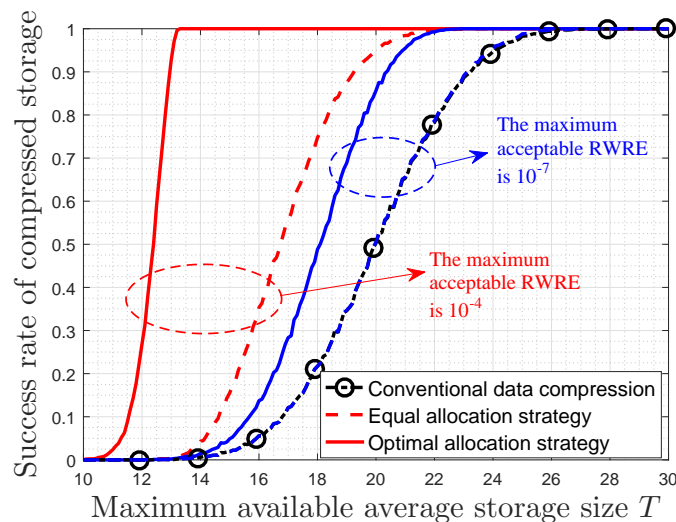 1
0.9
0.8
0.7
0.6
0.5
0.4
0.3
0.2
0.1
0
Success rate of compressed storage
The maximum
acceptable RWRE
is 10^-7
The maximum
acceptable RWRE
is 10^-4
Conventional data compression
Equal allocation strategy
Optimal allocation strategy
10 12 14 16 18 20 22 24 26 28 30
Maximum available average storage size T